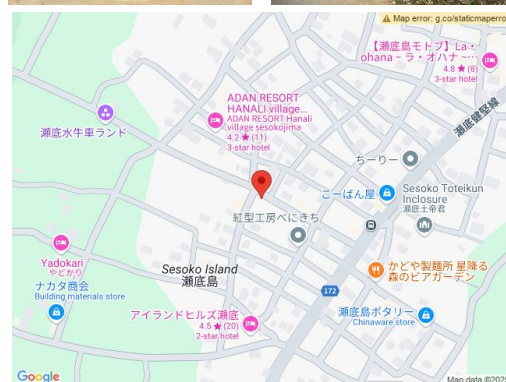 Map error: g.co/staticmaperro
【瀬底島モトブ】La・
ohana ~ ラ・オハナ ~…
4.8 ★ (8)
3-star hotel
ADAN RESORT
HANALI village...
ADAN RESORT Hanali
village sesokojima
4.2 ★ (11)
3-star hotel
瀬底健堅線
瀬底水牛車ランド
ちーりー
こーぱん屋
Sesoko Toteikun
Inclosure
瀬底土帝君
紅型工房べにきち
Yadokari
やどかり
Sesoko Island
瀬底島
かどや製麺所 星降る
森のビアガーデン
ナカタ商会
Building materials store
172
アイランドヒルズ瀬底
4.5 ★ (20)
2-star hotel
瀬底島ポタリー
Chinaware store
Google
Map data ©202